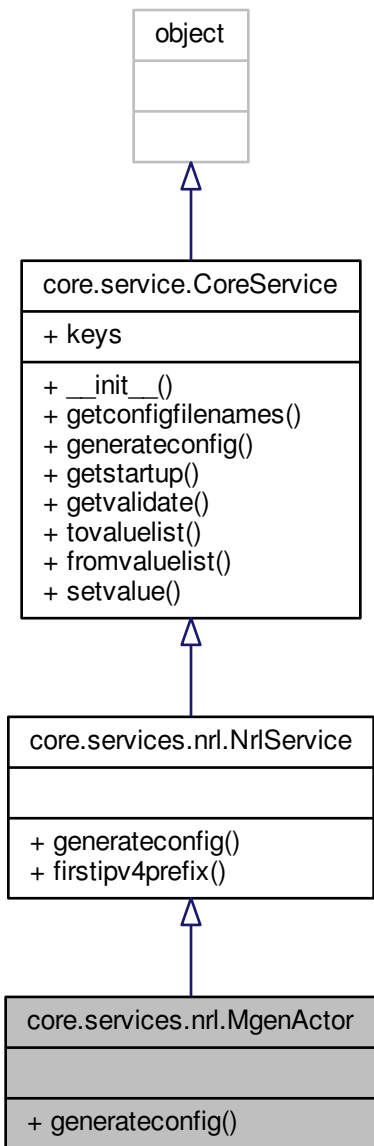 object
core.service.CoreService
+ keys
+ __init__()
+ getconfigfilenames()
+ generateconfig()
+ getstartup()
+ getvalidate()
+ tovaluelist()
+ fromvaluelist()
+ setvalue()
core.services.nrl.NrlService
+ generateconfig()
+ firstipv4prefix()
core.services.nrl.MgenActor
+ generateconfig()